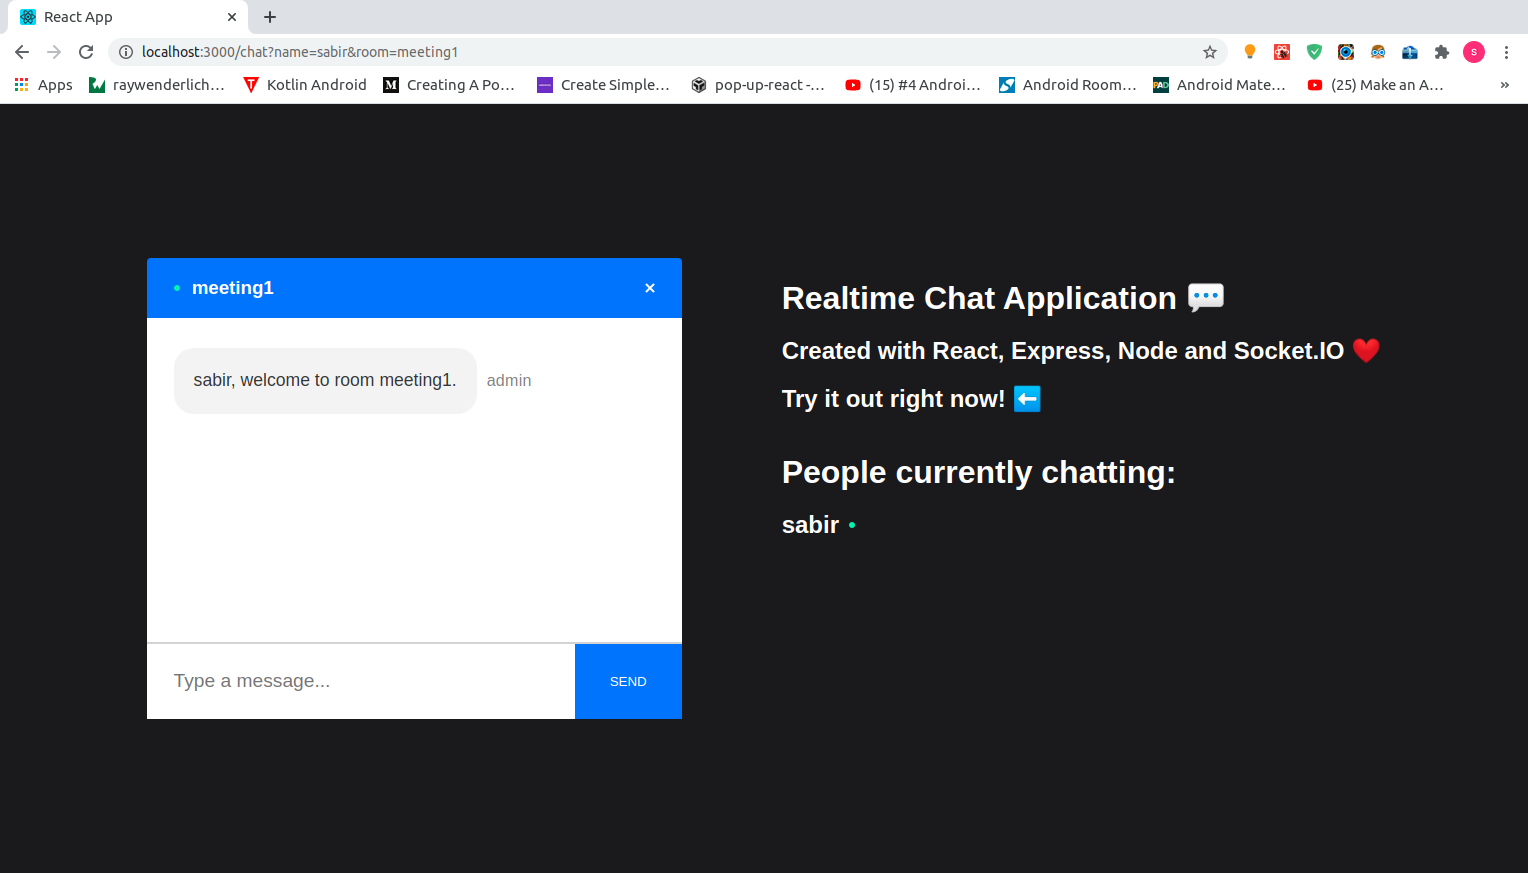 React App
localhost:3000/chat?name=sabir&room=meeting1
S
Apps raywenderlich… Kotlin Android Creating A Po… Create Simple… pop-up-react -… (15) #4 Androi… Android Room… Android Mate… (25) Make an A… »
meeting1
sabir, welcome to room meeting1. admin
Type a message... SEND
Realtime Chat Application 💬
Created with React, Express, Node and Socket.IO ❤️
Try it out right now! ⬅️
People currently chatting:
sabir